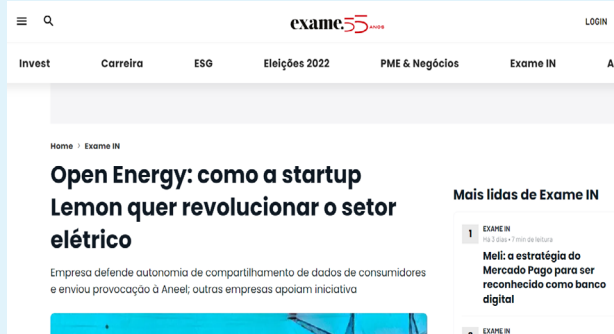 exame.55 ANOS
LOGIN
Invest
Carreira
ESG
Eleições 2022
PME & Negócios
Exame IN
A
Home › Exame IN
Open Energy: como a startup
Lemon quer revolucionar o setor
elétrico
Empresa defende autonomia de compartilhamento de dados de consumidores
e enviou provocação à Aneel; outras empresas apoiam iniciativa
Mais lidas de Exame IN
1
EXAME IN
Há 2 dias • 7 min de leitura
Meli: a estratégia do
Mercado Pago para ser
reconhecido como banco
digital
EXAME IN